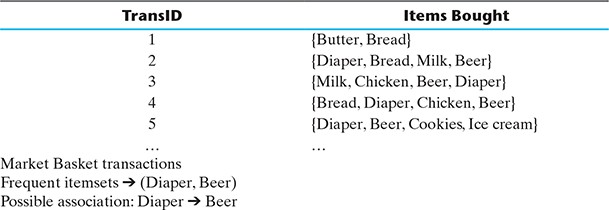 TransID Items Bought
1 {Butter, Bread}
2 {Diaper, Bread, Milk, Beer}
3 {Milk, Chicken, Beer, Diaper}
4 {Bread, Diaper, Chicken, Beer}
5 {Diaper, Beer, Cookies, Ice cream}
… …
Market Basket transactions
Frequent itemsets ➔ (Diaper, Beer)
Possible association: Diaper ➔ Beer